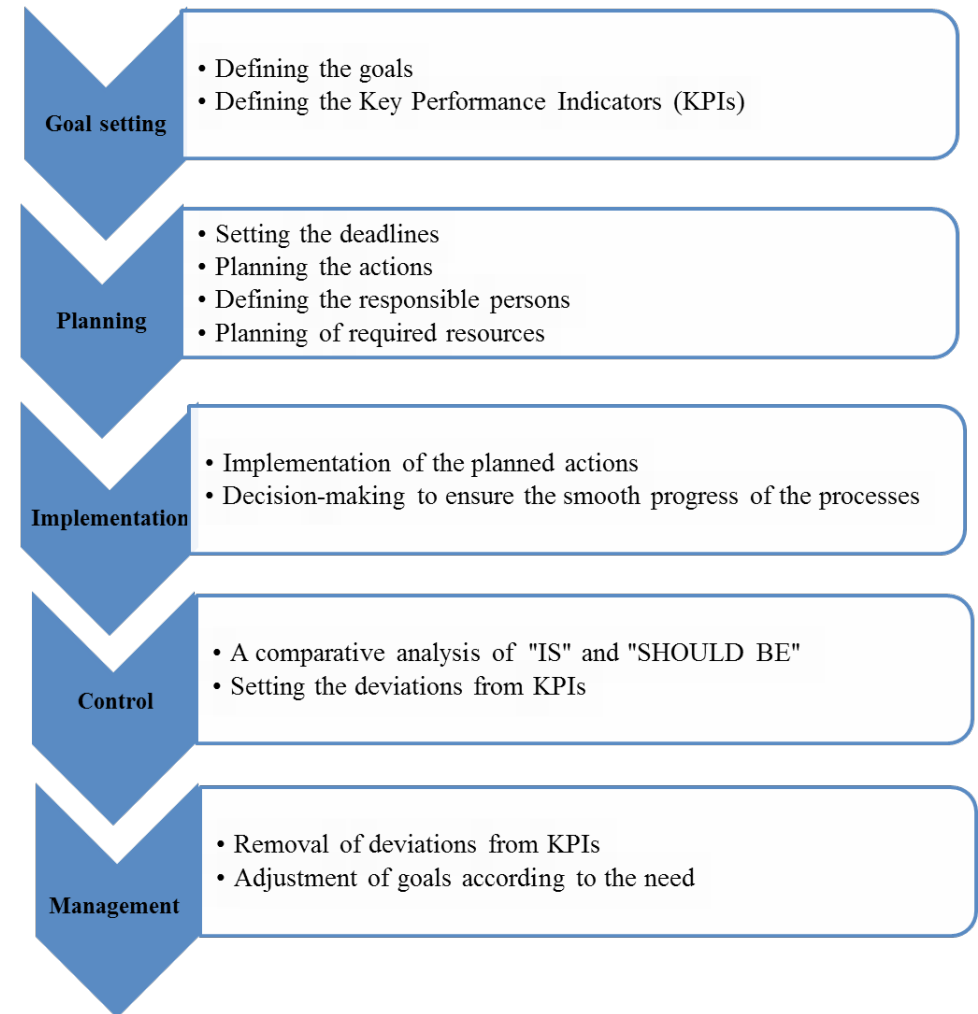 Goal setting
• Defining the goals
• Defining the Key Performance Indicators (KPIs)
Planning
• Setting the deadlines
• Planning the actions
• Defining the responsible persons
• Planning of required resources
Implementation
• Implementation of the planned actions
• Decision-making to ensure the smooth progress of the processes
Control
• A comparative analysis of "IS" and "SHOULD BE"
• Setting the deviations from KPIs
Management
• Removal of deviations from KPIs
• Adjustment of goals according to the need